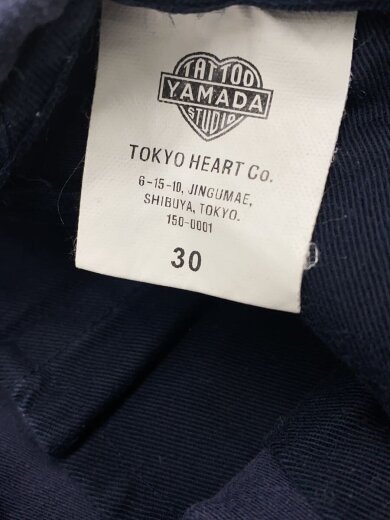 TATTOO
YAMADA
STUDIO
TOKYO HEART Co.
6-15-10, JINGUMAE,
SHIBUYA, TOKYO.
150-0001
30